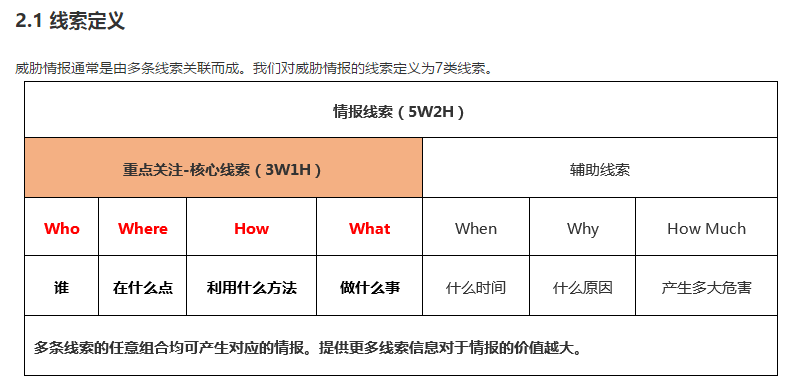 2.1 线索定义
威胁情报通常是由多条线索关联而成。我们对威胁情报的线索定义为7类线索。
情报线索（5W2H）
重点关注-核心线索（3W1H） 辅助线索
Who Where How What When Why How Much
谁 在什么点 利用什么方法 做什么事 什么时间 什么原因 产生多大危害
多条线索的任意组合均可产生对应的情报。提供更多线索信息对于情报的价值越大。